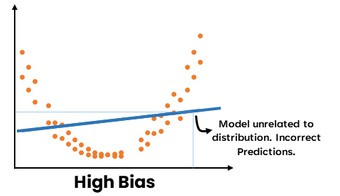 Model unrelated to
distribution. Incorrect
Predictions.
High Bias